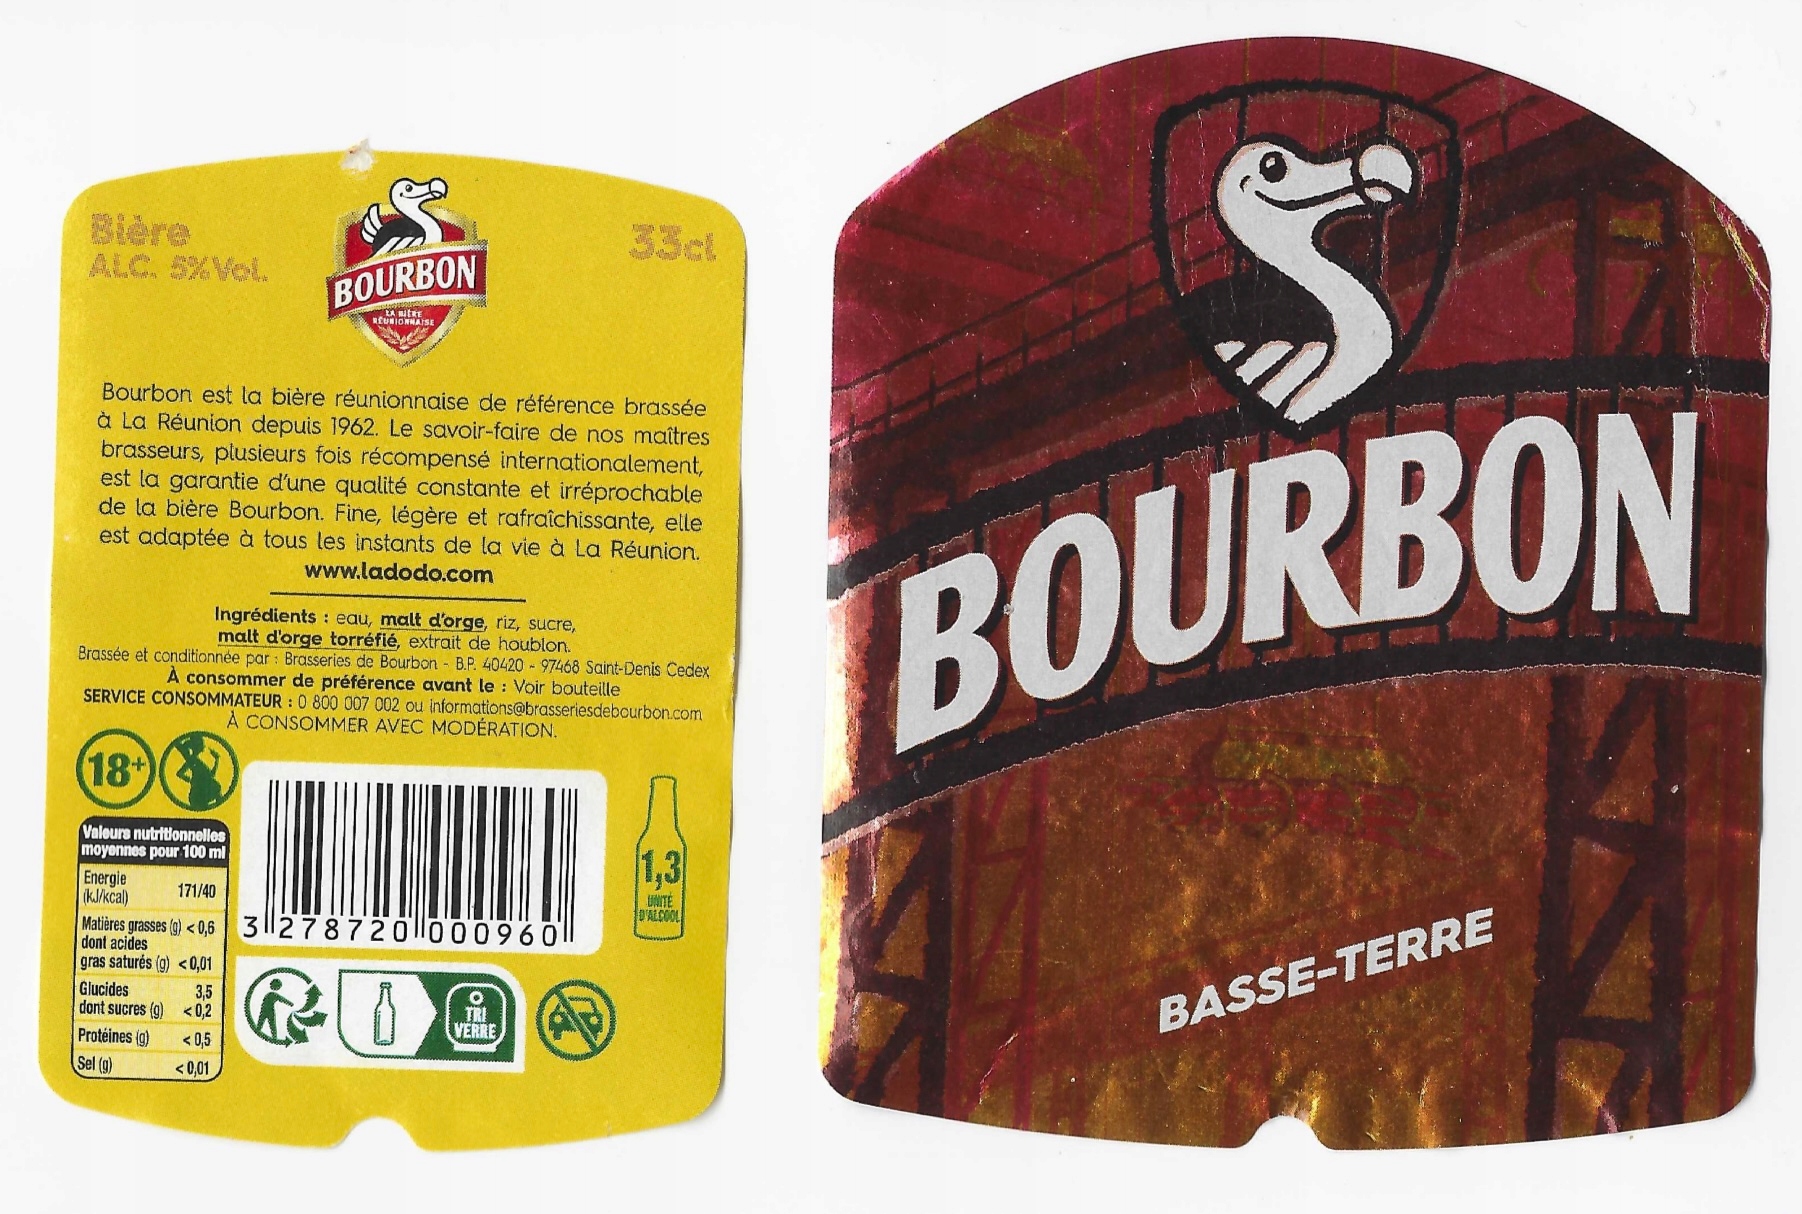 Bière
ALC. 5%Vol.
33cl
BOURBON
LA BIÈRE
RÉUNIONNAISE
Bourbon est la bière réunionnaise de référence brassée
à La Réunion depuis 1962. Le savoir-faire de nos maîtres
brasseurs, plusieurs fois récompensé internationalement,
est la garantie d'une qualité constante et irréprochable
de la bière Bourbon. Fine, légère et rafraîchissante, elle
est adaptée à tous les instants de la vie à La Réunion.
www.ladodo.com
Ingrédients : eau, malt d'orge, riz, sucre,
malt d'orge torréfié, extrait de houblon.
Brassée et conditionnée par : Brasseries de Bourbon - B.P. 40420 - 97468 Saint-Denis Cedex
À consommer de préférence avant le : Voir bouteille
SERVICE CONSOMMATEUR : 0 800 007 002 ou informations@brasseriesdebourbon.com
À CONSOMMER AVEC MODÉRATION.
18+
Valeurs nutritionnelles
moyennes pour 100 ml
Energie
(kJ/kcal) 171/40
Matières grasses (g) < 0,6
dont acides
gras saturés (g) < 0,01
Glucides 3,5
dont sucres (g) < 0,2
Protéines (g) < 0,5
Sel (g) < 0,01
3 278720 000960
1,3
UNITÉ
D'ALCOOL
TRI
VERRE
BOURBON
BASSE-TERRE